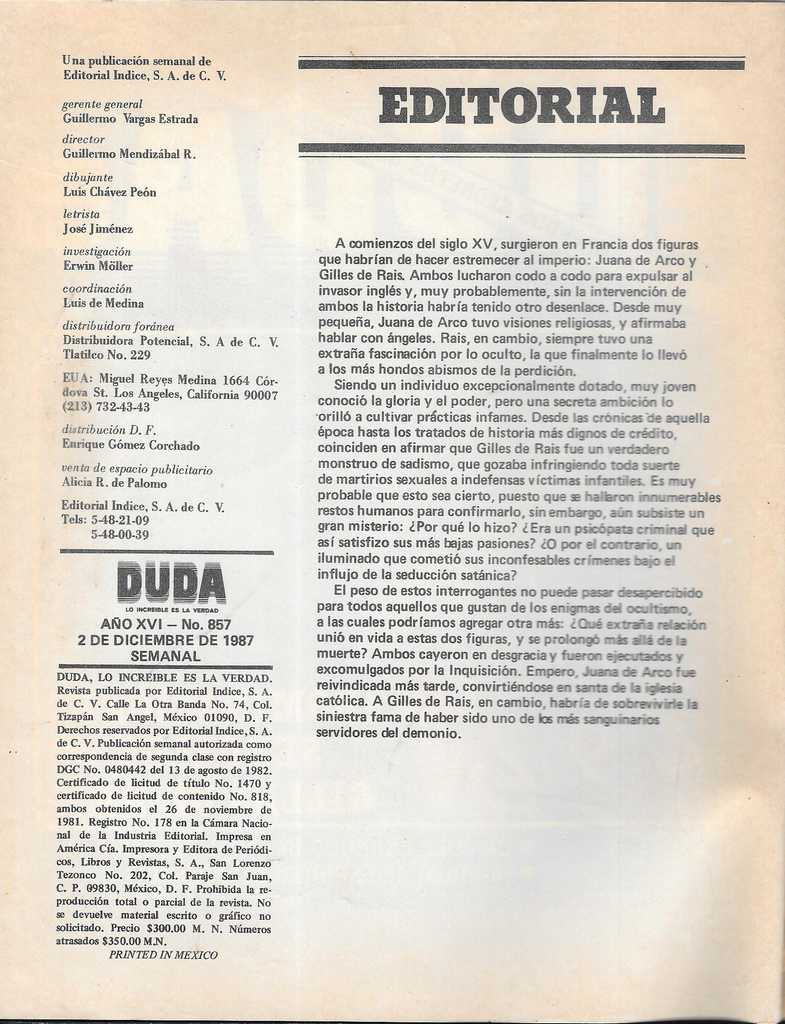 Una publicación semanal de
Editorial Indice, S. A. de C. V.
gerente general
Guillermo Vargas Estrada
director
Guillermo Mendizábal R.
dibujante
Luis Chávez Peón
letrista
José Jiménez
investigación
Erwin Möller
coordinación
Luis de Medina
distribuidora foránea
Distribuidora Potencial, S. A de C. V.
Tlatilco No. 229
EUA: Miguel Reyes Medina 1664 Cór-
dova St. Los Angeles, California 90007
(213) 732-43-43
distribución D. F.
Enrique Gómez Corchado
venta de espacio publicitario
Alicia R. de Palomo
Editorial Indice, S. A. de C. V.
Tels: 5-48-21-09
5-48-00-39
DUDA
LO INCREIBLE ES LA VERDAD
AÑO XVI – No. 857
2 DE DICIEMBRE DE 1987
SEMANAL
DUDA, LO INCREIBLE ES LA VERDAD.
Revista publicada por Editorial Indice, S. A.
de C. V. Calle La Otra Banda No. 74, Col.
Tizapán San Angel, México 01090, D. F.
Derechos reservados por Editorial Indice, S. A.
de C. V. Publicación semanal autorizada como
correspondencia de segunda clase con registro
DGC No. 0480442 del 13 de agosto de 1982.
Certificado de licitud de título No. 1470 y
certificado de licitud de contenido No. 818,
ambos obtenidos el 26 de noviembre de
1981. Registro No. 178 en la Cámara Nacio-
nal de la Industria Editorial. Impresa en
América Cía. Impresora y Editora de Periódi-
cos, Libros y Revistas, S. A., San Lorenzo
Tezonco No. 202, Col. Paraje San Juan,
C. P. 09830, México, D. F. Prohibida la re-
producción total o parcial de la revista. No
se devuelve material escrito o gráfico no
solicitado. Precio $300.00 M. N. Números
atrasados $350.00 M.N.
PRINTED IN MEXICO
EDITORIAL
A comienzos del siglo XV, surgieron en Francia dos figuras
que habrían de hacer estremecer al imperio: Juana de Arco y
Gilles de Rais. Ambos lucharon codo a codo para expulsar al
invasor inglés y, muy probablemente, sin la intervención de
ambos la historia habría tenido otro desenlace. Desde muy
pequeña, Juana de Arco tuvo visiones religiosas, y afirmaba
hablar con ángeles. Rais, en cambio, siempre tuvo una
extraña fascinación por lo oculto, la que finalmente lo llevó
a los más hondos abismos de la perdición.
Siendo un individuo excepcionalmente dotado, muy joven
conoció la gloria y el poder, pero una secreta ambición lo
orilló a cultivar prácticas infames. Desde las crónicas de aquella
época hasta los tratados de historia más dignos de crédito,
coinciden en afirmar que Gilles de Rais fue un verdadero
monstruo de sadismo, que gozaba infringiendo toda suerte
de martirios sexuales a indefensas víctimas infantiles. Es muy
probable que esto sea cierto, puesto que se hallaron innumerables
restos humanos para confirmarlo, sin embargo, aún subsiste un
gran misterio: ¿Por qué lo hizo? ¿Era un psicópata criminal que
así satisfizo sus más bajas pasiones? ¿O por el contrario, un
iluminado que cometió sus inconfesables crímenes bajo el
influjo de la seducción satánica?
El peso de estos interrogantes no puede pasar desapercibido
para todos aquellos que gustan de los enigmas del ocultismo,
a las cuales podríamos agregar otra más: ¿Qué extraña relación
unió en vida a estas dos figuras, y se prolongó más allá de la
muerte? Ambos cayeron en desgracia y fueron ejecutados y
excomulgados por la Inquisición. Empero, Juana de Arco fue
reivindicada más tarde, convirtiéndose en santa de la iglesia
católica. A Gilles de Rais, en cambio, habría de sobrevivirle la
siniestra fama de haber sido uno de los más sanguinarios
servidores del demonio.